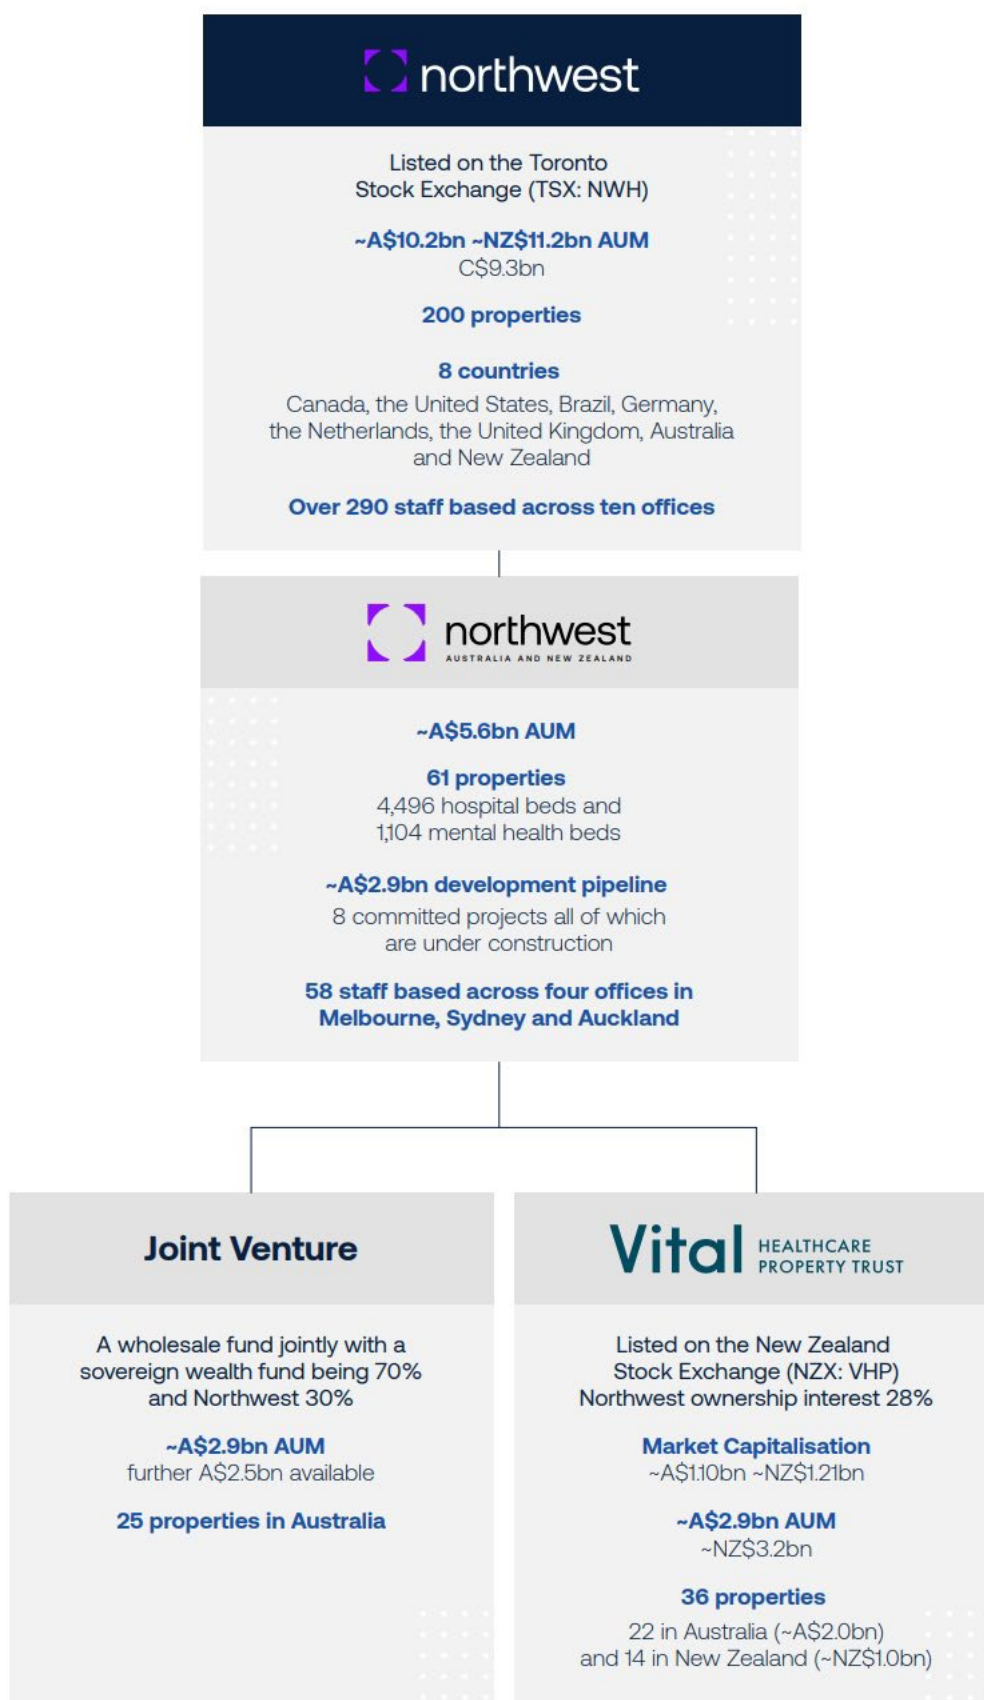 northwest
Listed on the Toronto
Stock Exchange (TSX: NWH)
~A$10.2bn ~NZ$11.2bn AUM
C$9.3bn
200 properties
8 countries
Canada, the United States, Brazil, Germany,
the Netherlands, the United Kingdom, Australia
and New Zealand
Over 290 staff based across ten offices
northwest
AUSTRALIA AND NEW ZEALAND
~A$5.6bn AUM
61 properties
4,496 hospital beds and
1,104 mental health beds
~A$2.9bn development pipeline
8 committed projects all of which
are under construction
58 staff based across four offices in
Melbourne, Sydney and Auckland
Joint Venture
A wholesale fund jointly with a
sovereign wealth fund being 70%
and Northwest 30%
~A$2.9bn AUM
further A$2.5bn available
25 properties in Australia
Vital HEALTHCARE
PROPERTY TRUST
Listed on the New Zealand
Stock Exchange (NZX: VHP)
Northwest ownership interest 28%
Market Capitalisation
~A$1.10bn ~NZ$1.21bn
~A$2.9bn AUM
~NZ$3.2bn
36 properties
22 in Australia (~A$2.0bn)
and 14 in New Zealand (~NZ$1.0bn)